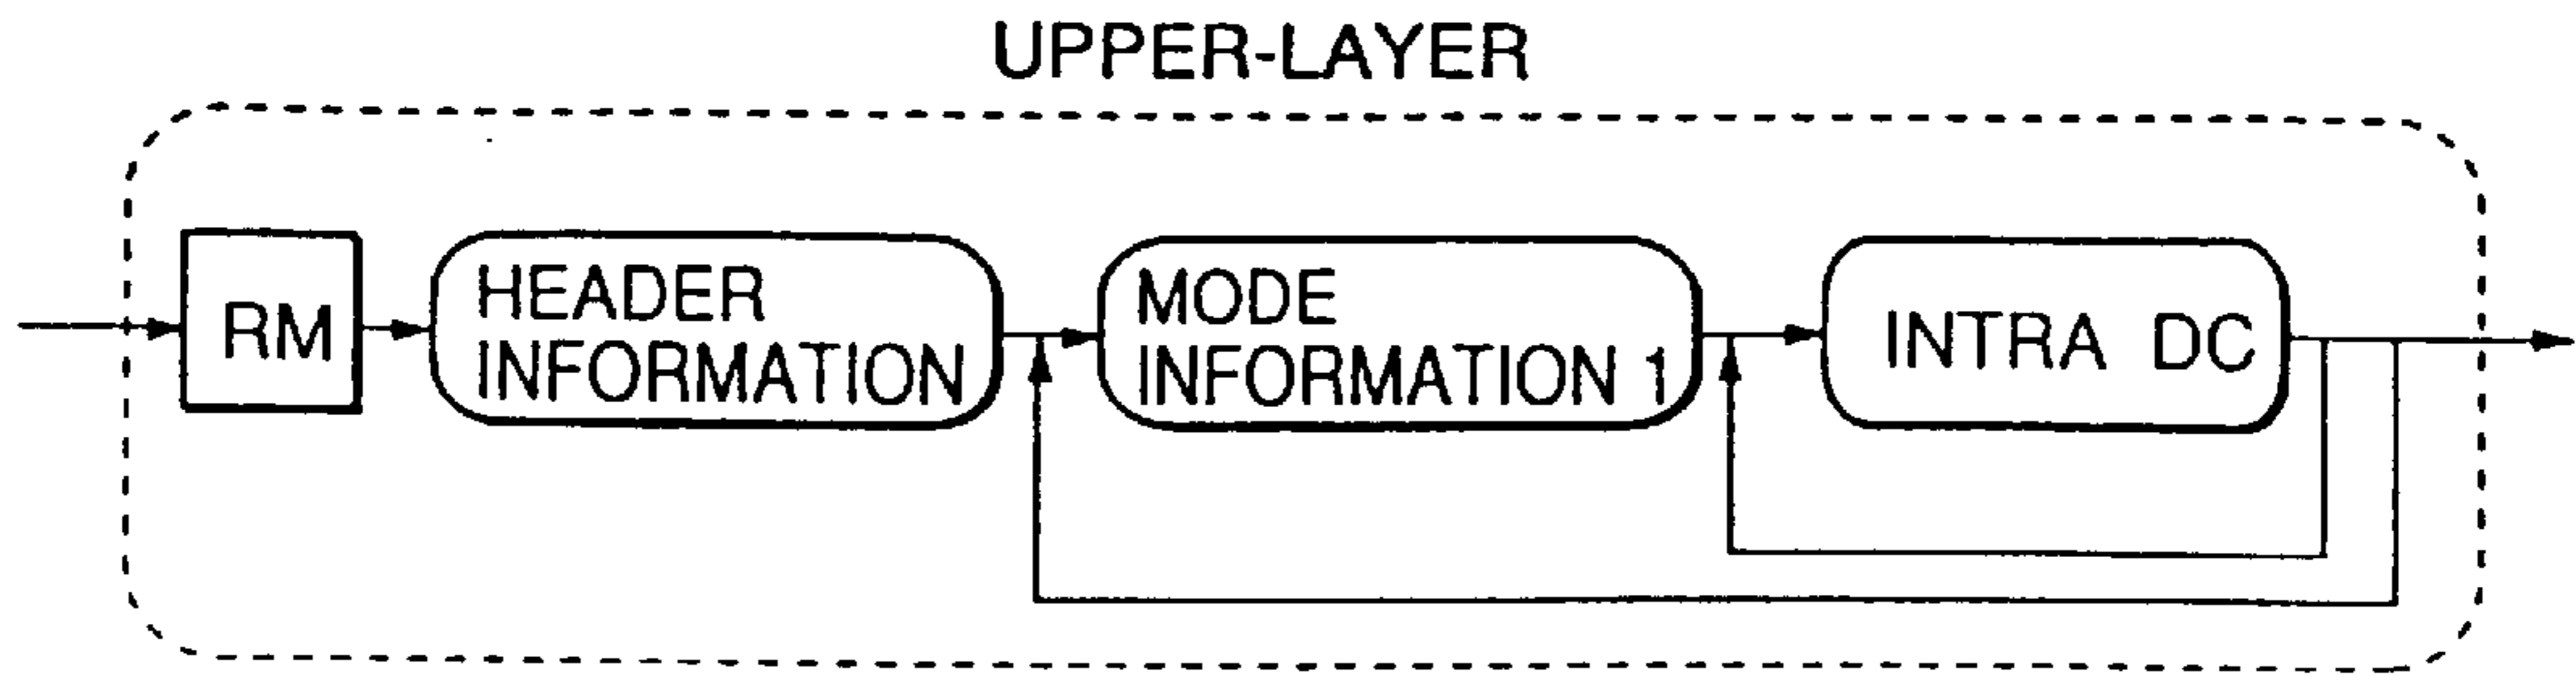 UPPER-LAYER
RM
HEADER
INFORMATION
MODE
INFORMATION 1
INTRA DC